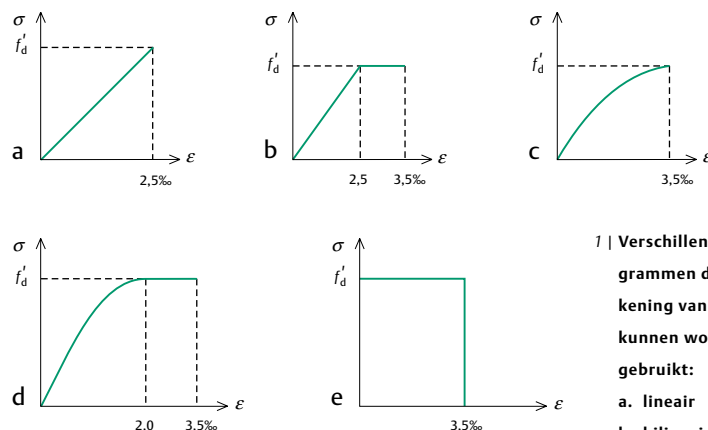 σ
f′d
a
ε
2,5‰
σ
f′d
b
ε
2,5 3,5‰
σ
f′d
c
ε
3,5‰
σ
f′d
d
ε
2,0 3,5‰
σ
f′d
e
ε
3,5‰
1 | Verschillen
grammen d
kening van
kunnen wo
gebruikt:
a. lineair